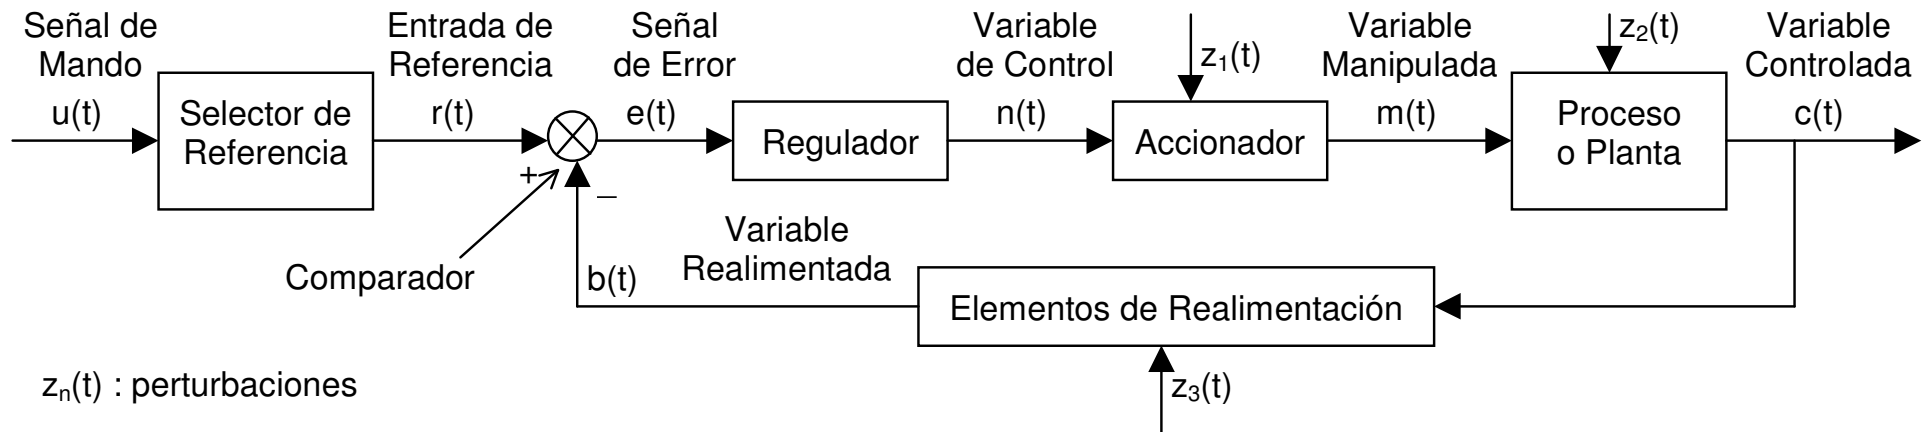 Señal de
Mando
u(t)
Selector de
Referencia
Entrada de
Referencia
r(t)
+
−
Comparador
Señal
de Error
e(t)
Regulador
Variable
de Control
n(t)
z₁(t)
Accionador
Variable
Manipulada
m(t)
z₂(t)
Proceso
o Planta
Variable
Controlada
c(t)
Variable
Realimentada
b(t)
Elementos de Realimentación
z₃(t)
zₙ(t) : perturbaciones